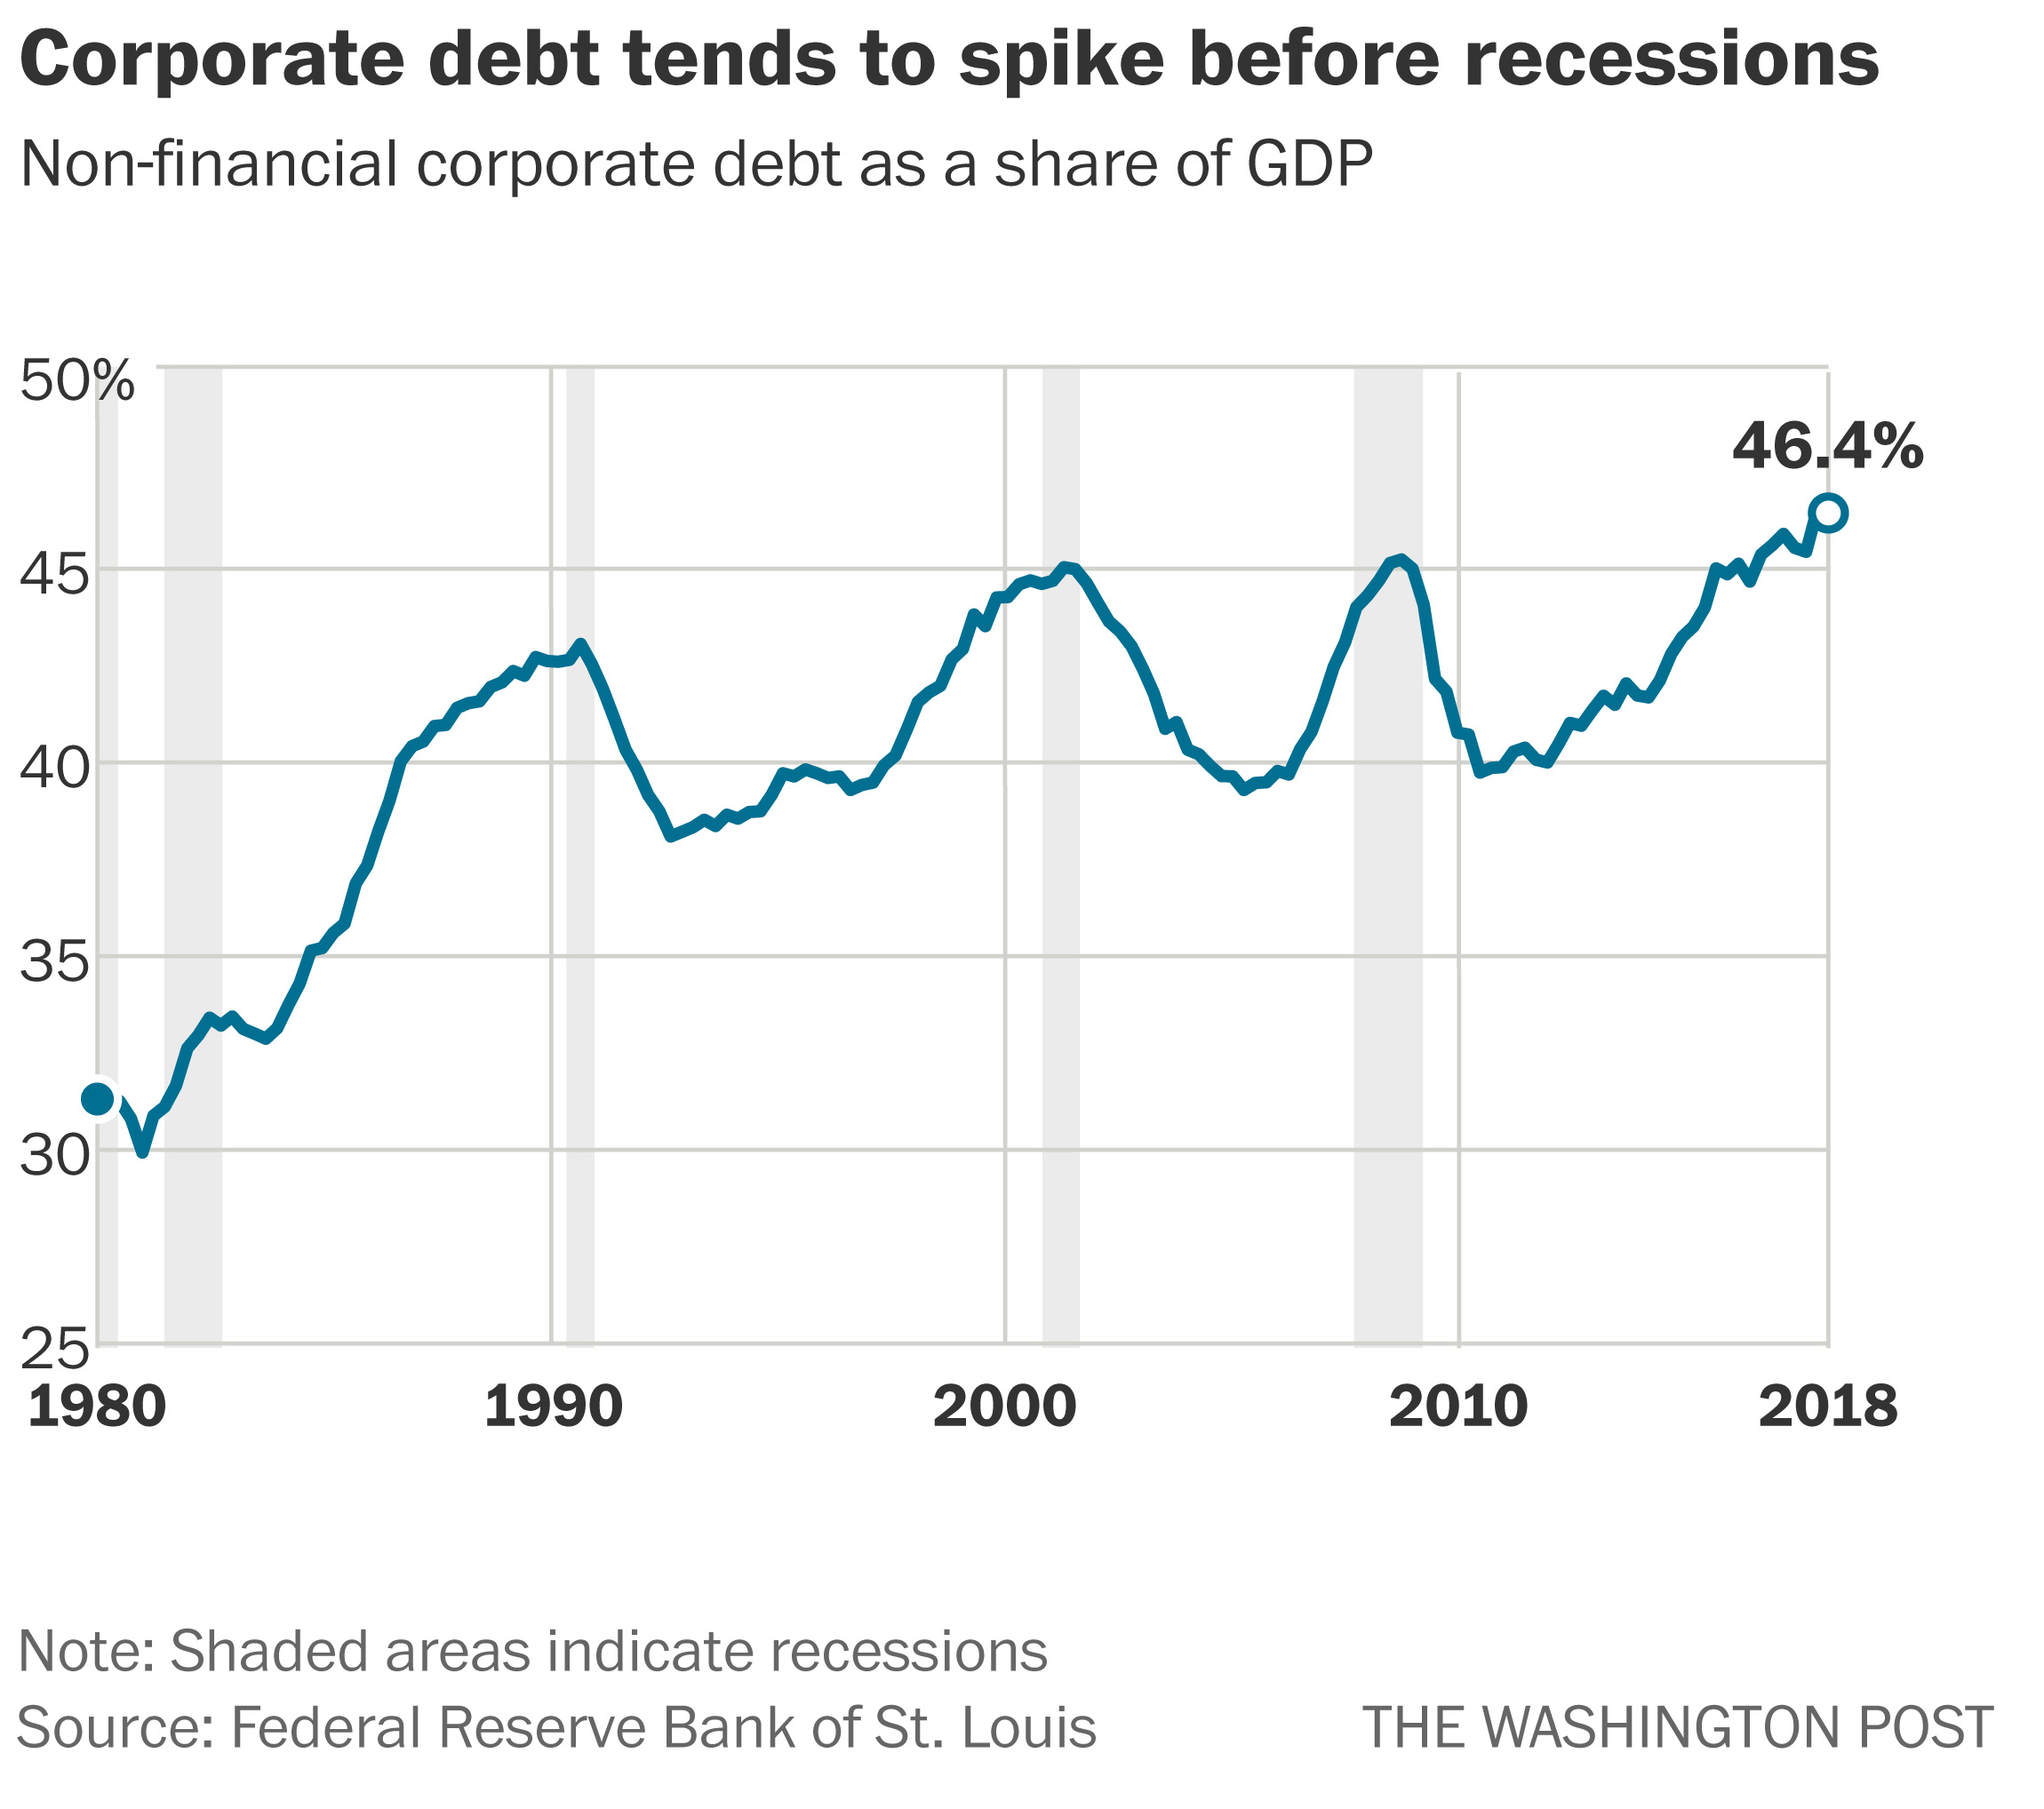 Corporate debt tends to spike before recessions
Non-financial corporate debt as a share of GDP
50%
46.4%
45
40
35
30
25
1980 1990 2000 2010 2018
Note: Shaded areas indicate recessions
Source: Federal Reserve Bank of St. Louis THE WASHINGTON POST